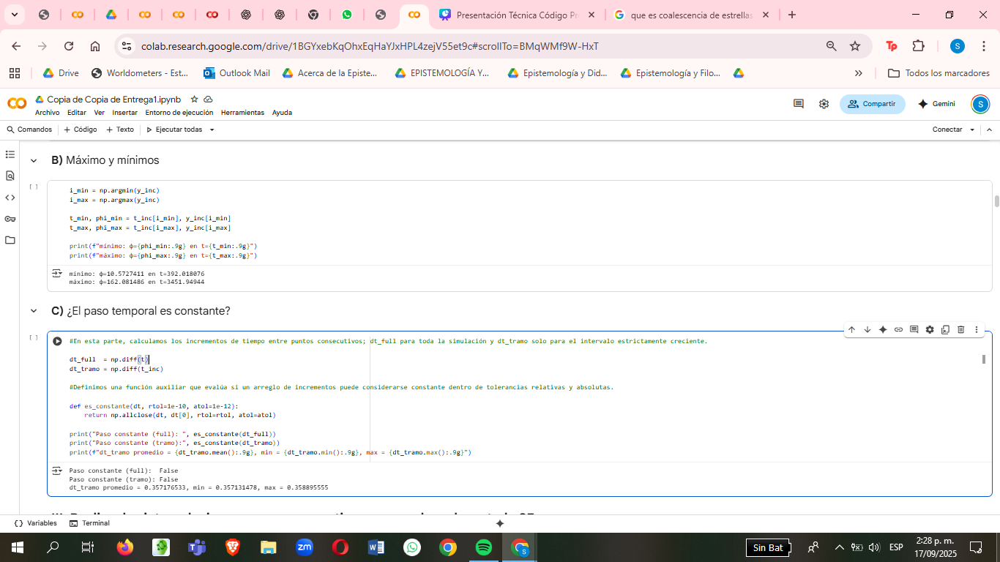 Presentación Técnica Código Pr
que es coalescencia de estrellas
colab.research.google.com/drive/1BGYxebKqOhxEqHaYJxHPL4zejV55et9c#scrollTo=BMqWMf9W-HxT
Drive
Worldometers - Est...
Outlook Mail
Acerca de la Episte...
EPISTEMOLOGÍA Y...
Epistemología y Did...
Epistemología y Filo...
Todos los marcadores
Copia de Copia de Entrega1.ipynb
Archivo Editar Ver Insertar Entorno de ejecución Herramientas Ayuda
Compartir
Gemini
S
Comandos + Código + Texto Ejecutar todas
Conectar
B) Máximo y mínimos
[ ]
i_min = np.argmin(y_inc)
i_max = np.argmax(y_inc)
t_min, phi_min = t_inc[i_min], y_inc[i_min]
t_max, phi_max = t_inc[i_max], y_inc[i_max]
print(f"mínimo: ϕ={phi_min:.9g} en t={t_min:.9g}")
print(f"máximo: ϕ={phi_max:.9g} en t={t_max:.9g}")
mínimo: ϕ=10.5727411 en t=392.018076
máximo: ϕ=162.081486 en t=3451.94944
C) ¿El paso temporal es constante?
[ ]
#En esta parte, calculamos los incrementos de tiempo entre puntos consecutivos; dt_full para toda la simulación y dt_tramo solo para el intervalo estrictamente creciente.
dt_full  = np.diff(t)
dt_tramo = np.diff(t_inc)
#Definimos una función auxiliar que evalúa si un arreglo de incrementos puede considerarse constante dentro de tolerancias relativas y absolutas.
def es_constante(dt, rtol=1e-10, atol=1e-12):
    return np.allclose(dt, dt[0], rtol=rtol, atol=atol)
print("Paso constante (full): ", es_constante(dt_full))
print("Paso constante (tramo):", es_constante(dt_tramo))
print(f"dt_tramo promedio = {dt_tramo.mean():.9g}, min = {dt_tramo.min():.9g}, max = {dt_tramo.max():.9g}")
Paso constante (full):  False
Paso constante (tramo): False
dt_tramo promedio = 0.357176533, min = 0.357131478, max = 0.358895555
Variables
Terminal
Sin Bat
ESP
2:28 p. m.
17/09/2025